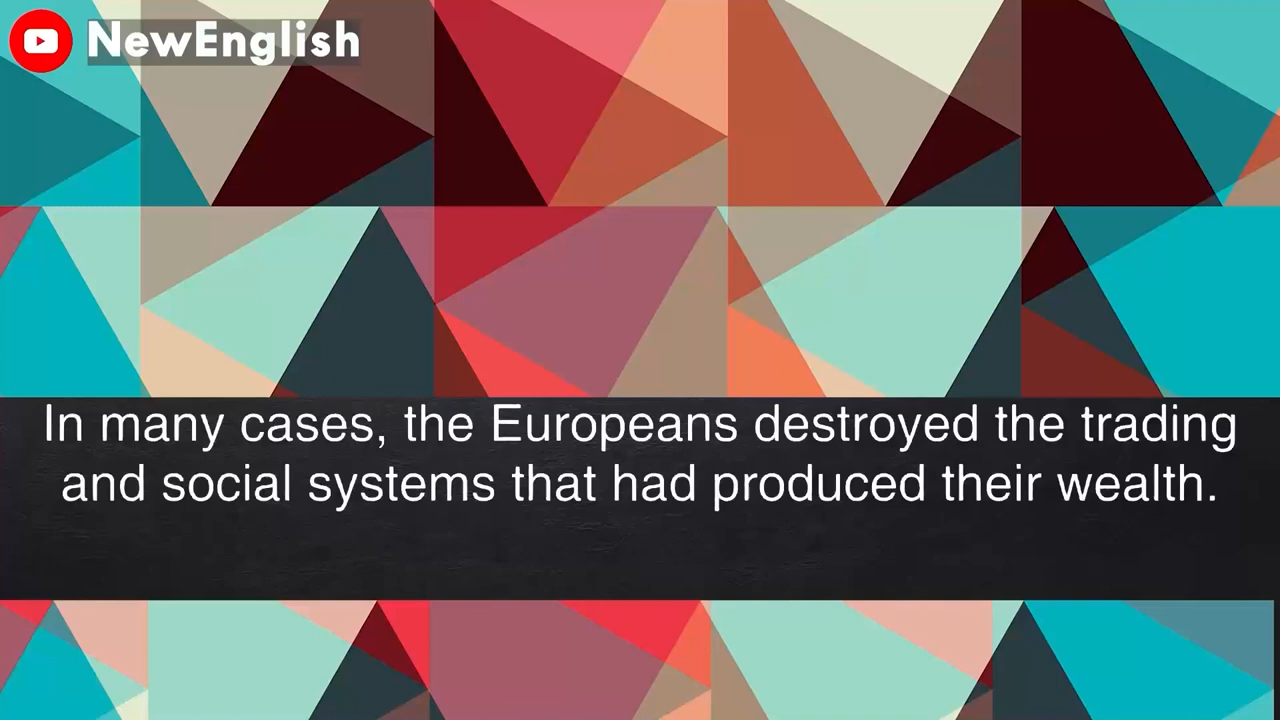 NewEnglish
In many cases, the Europeans destroyed the trading
and social systems that had produced their wealth.